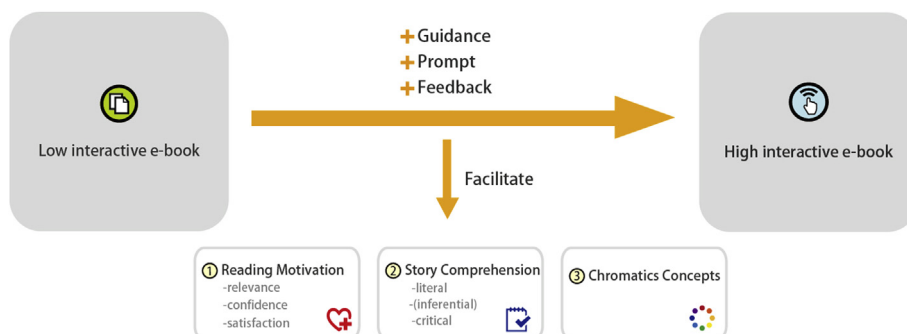 + Guidance
+ Prompt
+ Feedback
Low interactive e-book
High interactive e-book
Facilitate
1 Reading Motivation
-relevance
-confidence
-satisfaction
2 Story Comprehension
-literal
-(inferential)
-critical
3 Chromatics Concepts